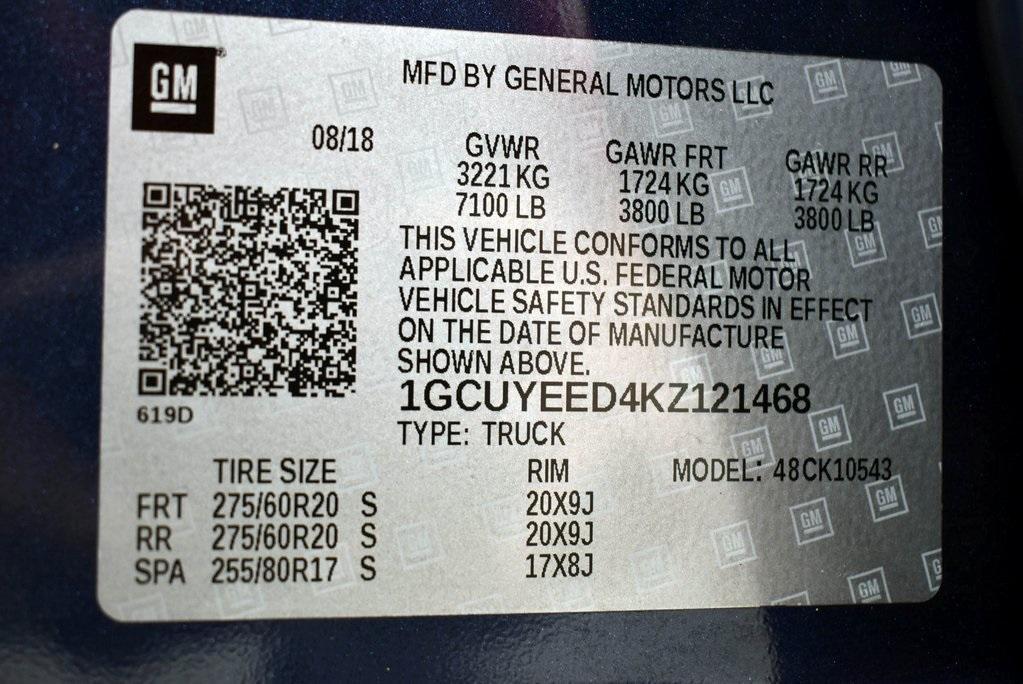 GM
MFD BY GENERAL MOTORS LLC
08/18
GVWR GAWR FRT GAWR RR
3221 KG 1724 KG 1724 KG
7100 LB 3800 LB 3800 LB
THIS VEHICLE CONFORMS TO ALL
APPLICABLE U.S. FEDERAL MOTOR
VEHICLE SAFETY STANDARDS IN EFFECT
ON THE DATE OF MANUFACTURE
SHOWN ABOVE.
619D
1GCUYEED4KZ121468
TYPE: TRUCK
TIRE SIZE RIM MODEL: 48CK10543
FRT 275/60R20 S 20X9J
RR 275/60R20 S 20X9J
SPA 255/80R17 S 17X8J